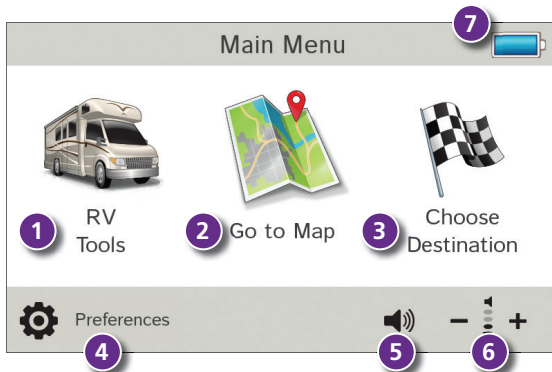 7
Main Menu
1
RV
Tools
2
Go to Map
3
Choose
Destination
Preferences
4
5
6